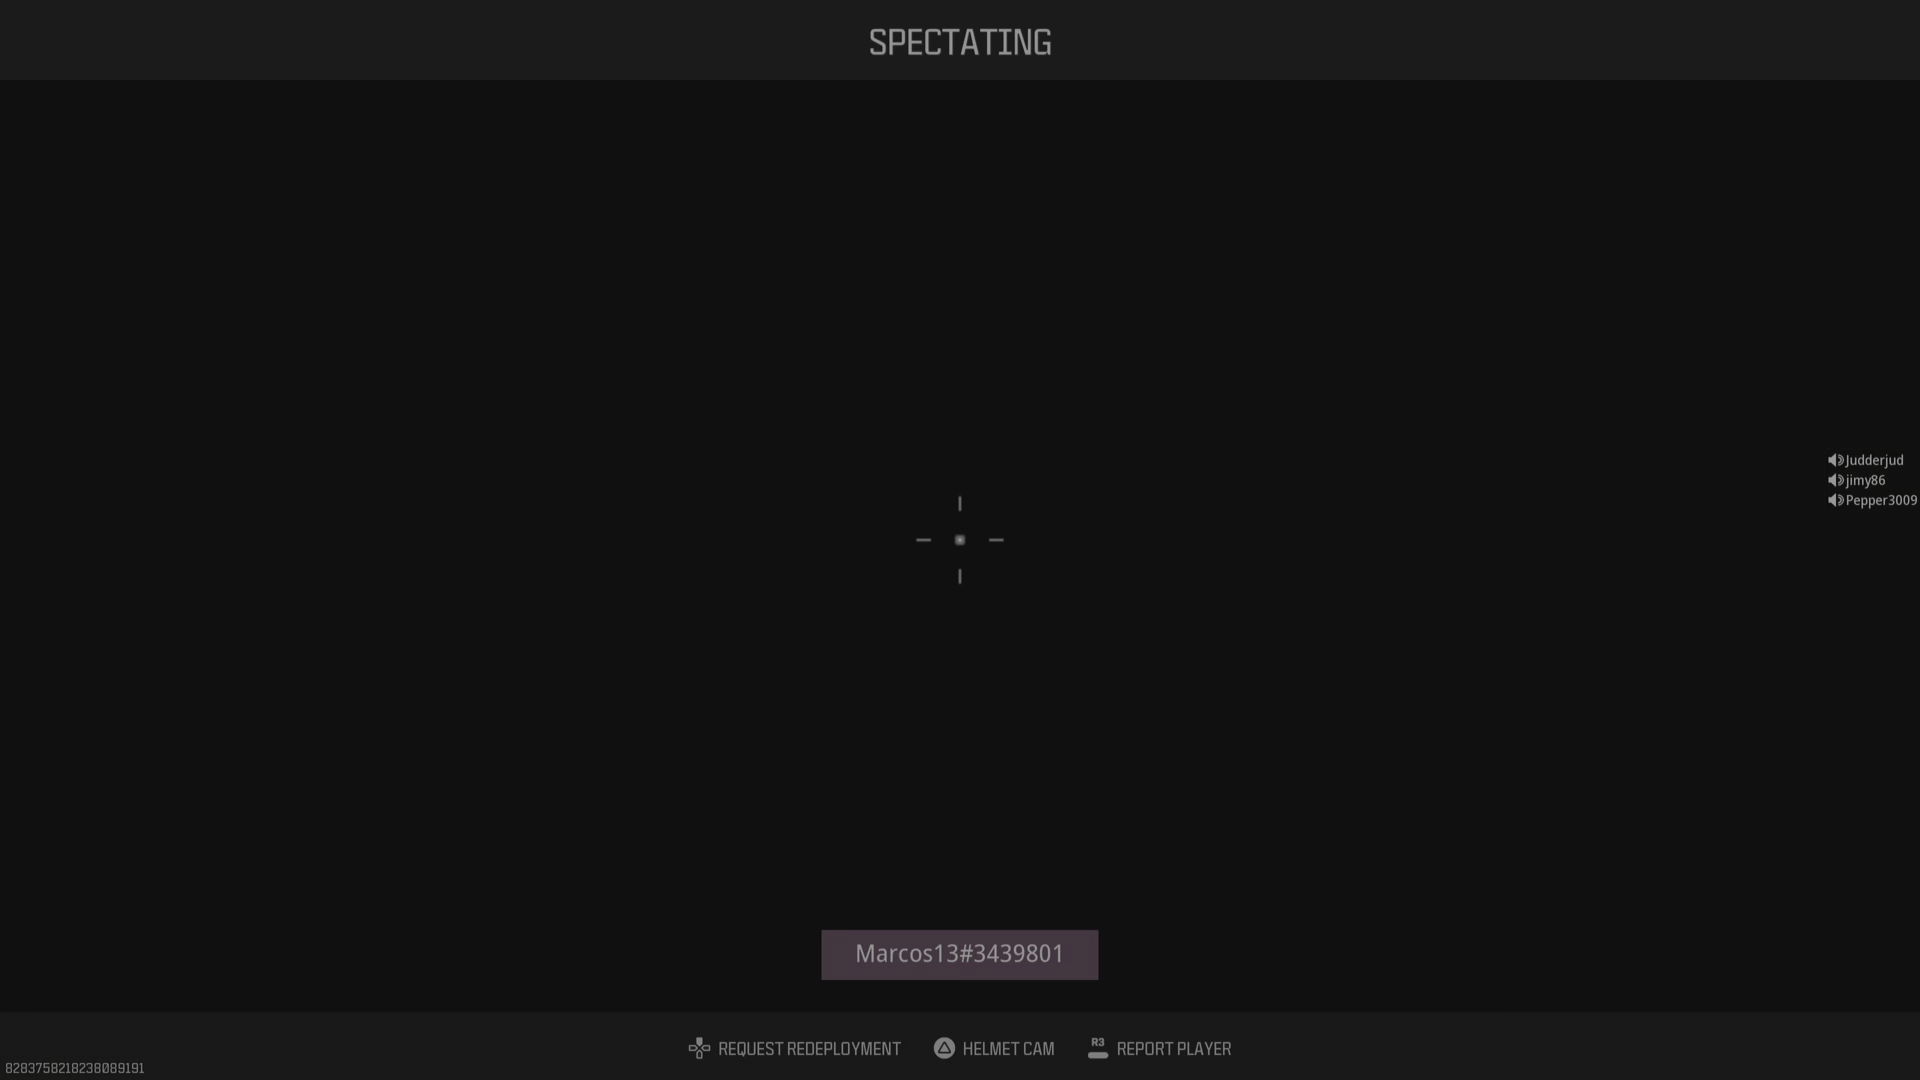 SPECTATING
Judderjud
jimy86
Pepper3009
Marcos13#3439801
REQUEST REDEPLOYMENT HELMET CAM R3 REPORT PLAYER
8283758218238089191